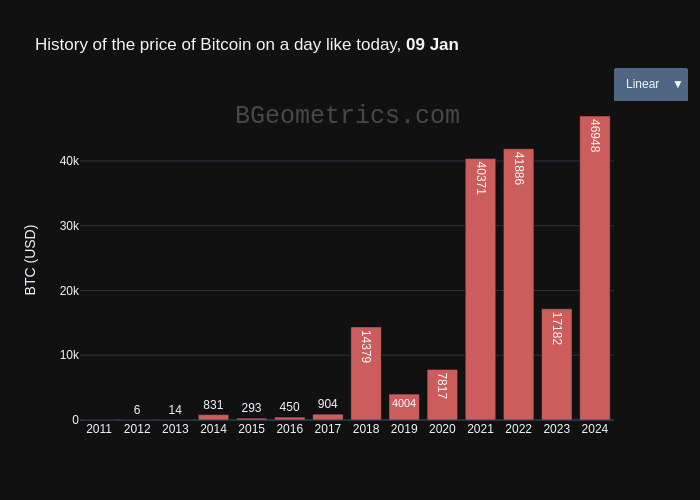 History of the price of Bitcoin on a day like today, 09 Jan
Linear ▼
BGeometrics.com
BTC (USD)
40k
30k
20k
10k
0
6
14
831
293
450
904
14379
4004
7817
40371
41886
17182
46948
2011 2012 2013 2014 2015 2016 2017 2018 2019 2020 2021 2022 2023 2024